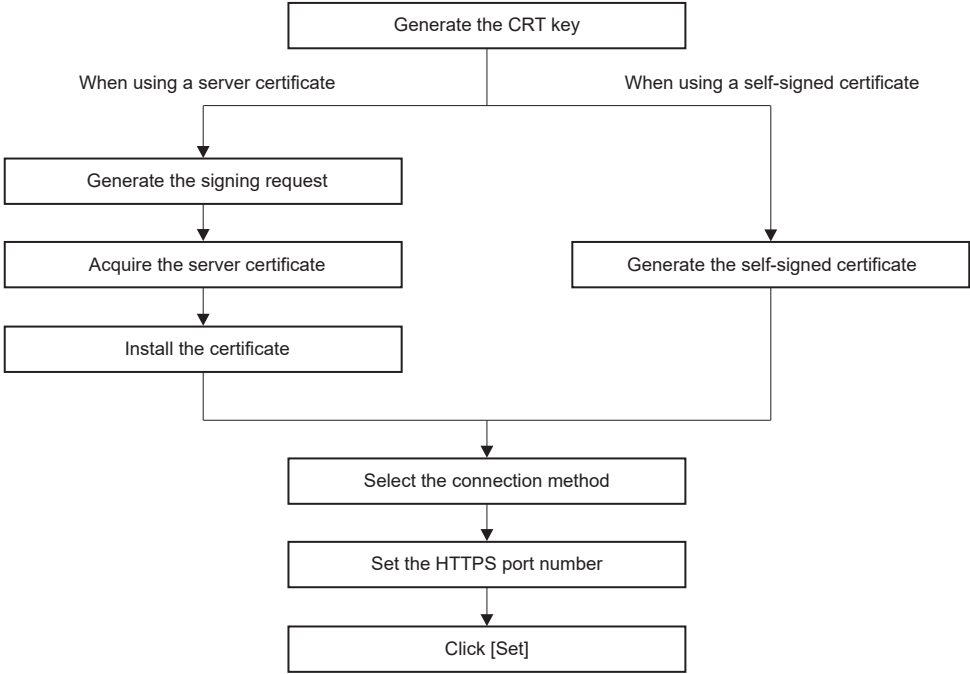 Generate the CRT key
When using a server certificate
When using a self-signed certificate
Generate the signing request
Acquire the server certificate
Generate the self-signed certificate
Install the certificate
Select the connection method
Set the HTTPS port number
Click [Set]